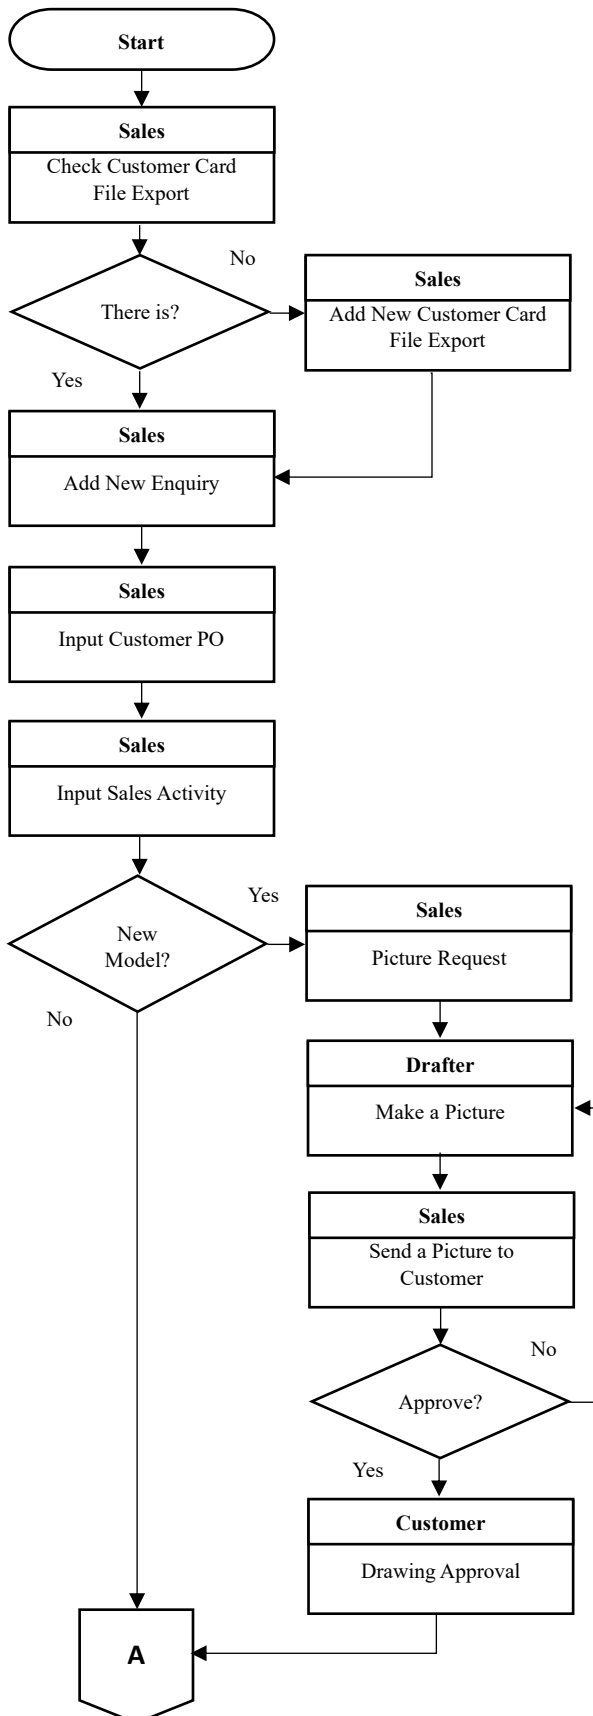 Start
Sales
Check Customer Card
File Export
No
There is?
Sales
Add New Customer Card
File Export
Yes
Sales
Add New Enquiry
Sales
Input Customer PO
Sales
Input Sales Activity
Yes
New
Model?
No
Sales
Picture Request
Drafter
Make a Picture
Sales
Send a Picture to
Customer
No
Approve?
Yes
Customer
Drawing Approval
A